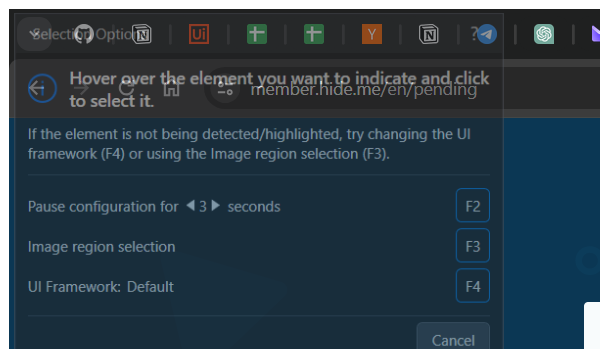 Selection Options
Ui
Y
?
Hover over the element you want to indicate and click
to select it.
member.hide.me/en/pending
If the element is not being detected/highlighted, try changing the UI
framework (F4) or using the Image region selection (F3).
Pause configuration for 3 seconds
F2
Image region selection
F3
UI Framework: Default
F4
Cancel